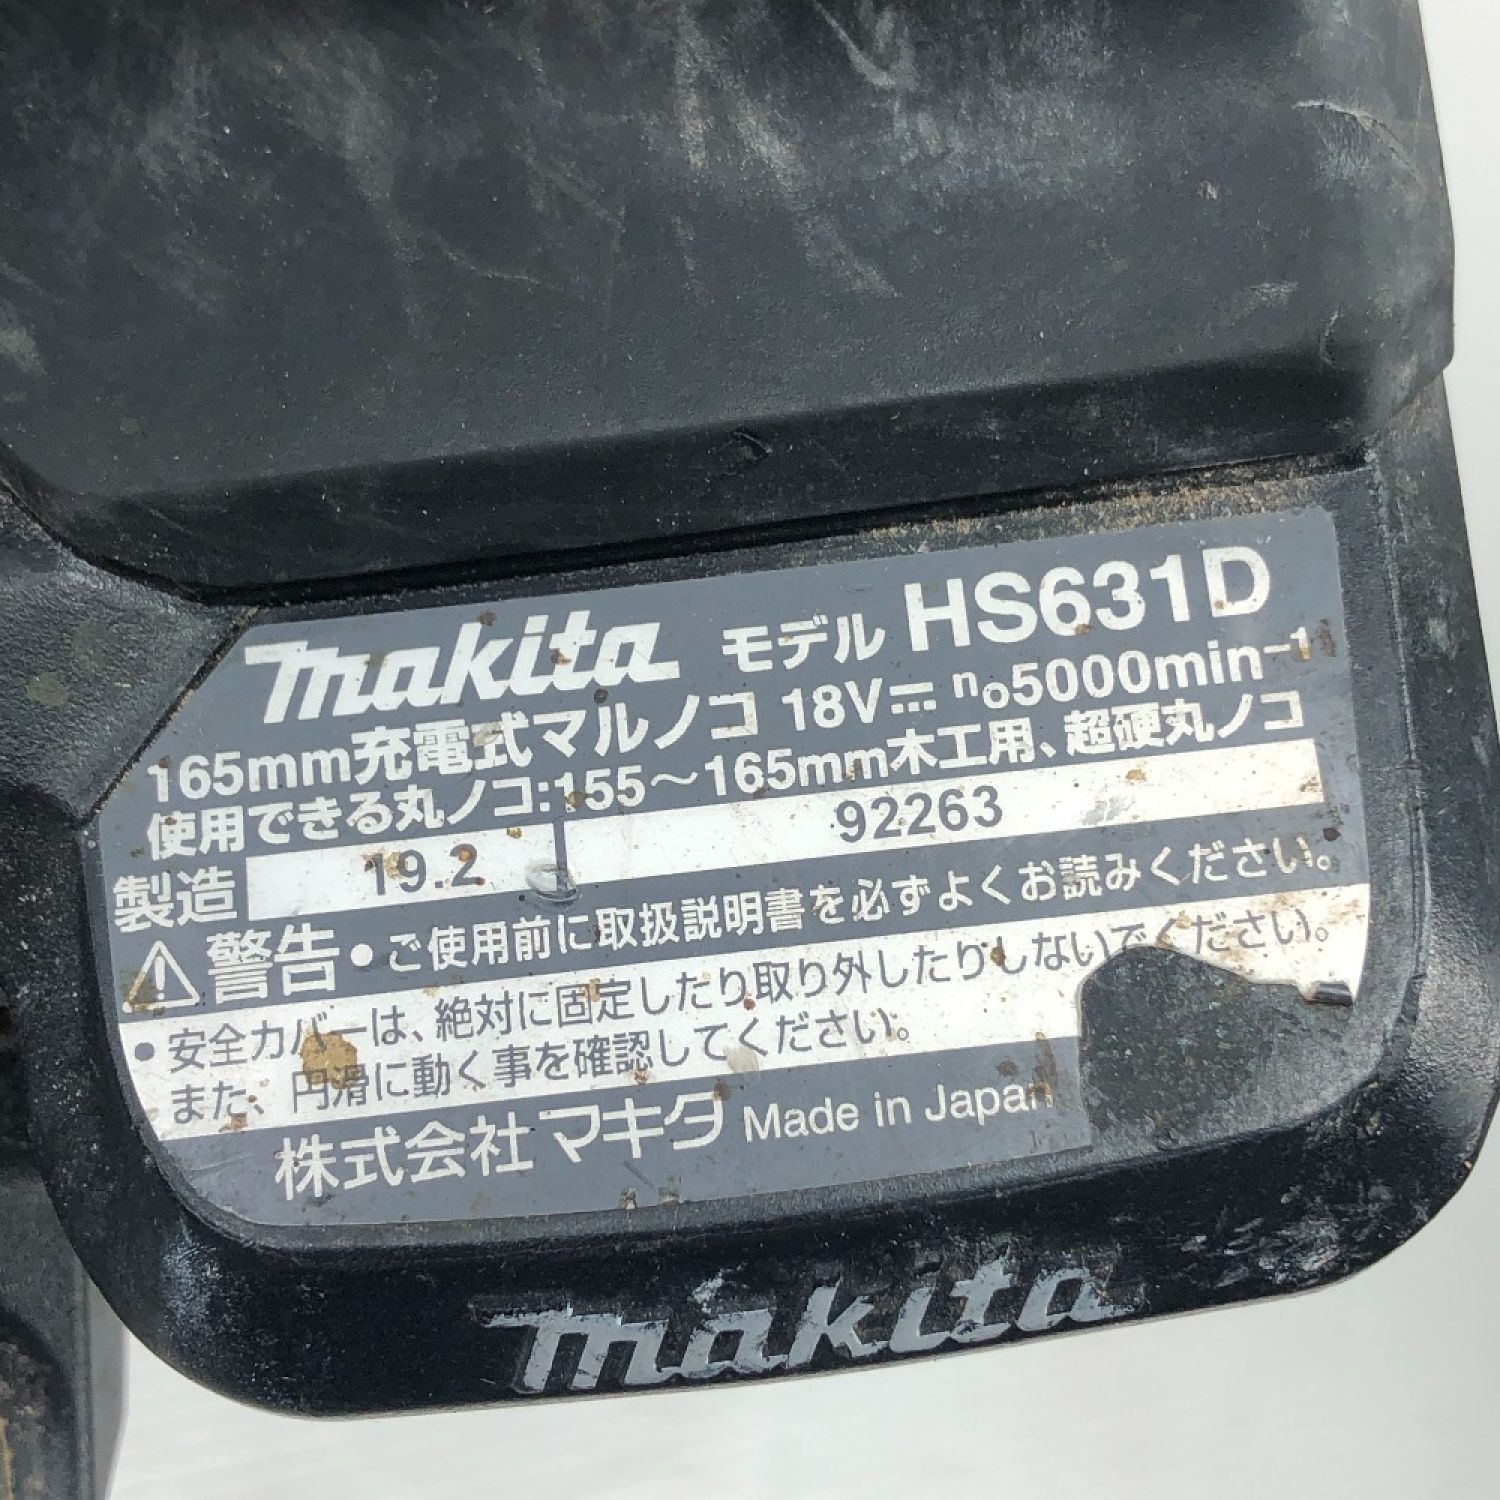 makita モデル HS631D
165mm充電式マルノコ 18V⎓ n₀5000min⁻¹
使用できる丸ノコ:155～165mm木工用、超硬丸ノコ
製造 19.2 92263
⚠警告 •ご使用前に取扱説明書を必ずよくお読みください。
•安全カバーは、絶対に固定したり取り外したりしないでください。
また、円滑に動く事を確認してください。
株式会社マキタ Made in Japan
makita